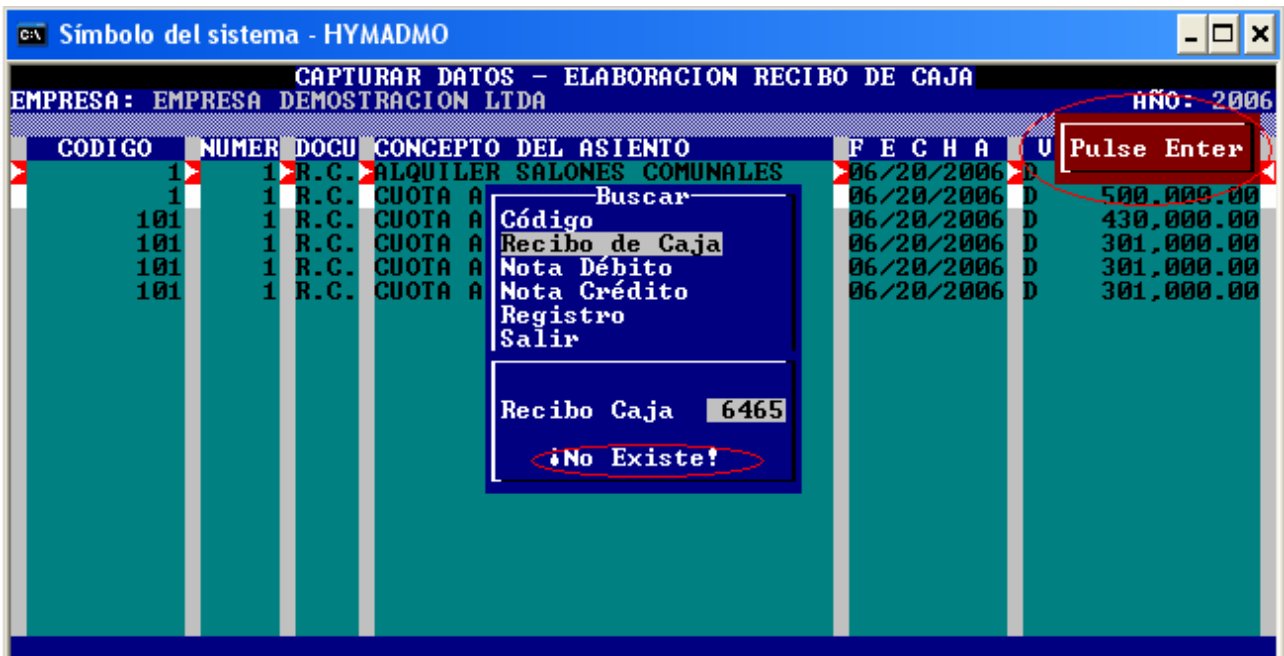 Símbolo del sistema - HYMADMO
CAPTURAR DATOS - ELABORACION RECIBO DE CAJA
EMPRESA: EMPRESA DEMOSTRACION LTDA AÑO: 2006
CODIGO NUMER DOCU CONCEPTO DEL ASIENTO F E C H A V Pulse Enter
1 1 R.C. ALQUILER SALONES COMUNALES 06/20/2006 D
1 1 R.C. CUOTA A 06/20/2006 D 500,000.00
101 1 R.C. CUOTA A 06/20/2006 D 430,000.00
101 1 R.C. CUOTA A 06/20/2006 D 301,000.00
101 1 R.C. CUOTA A 06/20/2006 D 301,000.00
101 1 R.C. CUOTA A 06/20/2006 D 301,000.00
Buscar
Código
Recibo de Caja
Nota Débito
Nota Crédito
Registro
Salir
Recibo Caja 6465
¡No Existe!